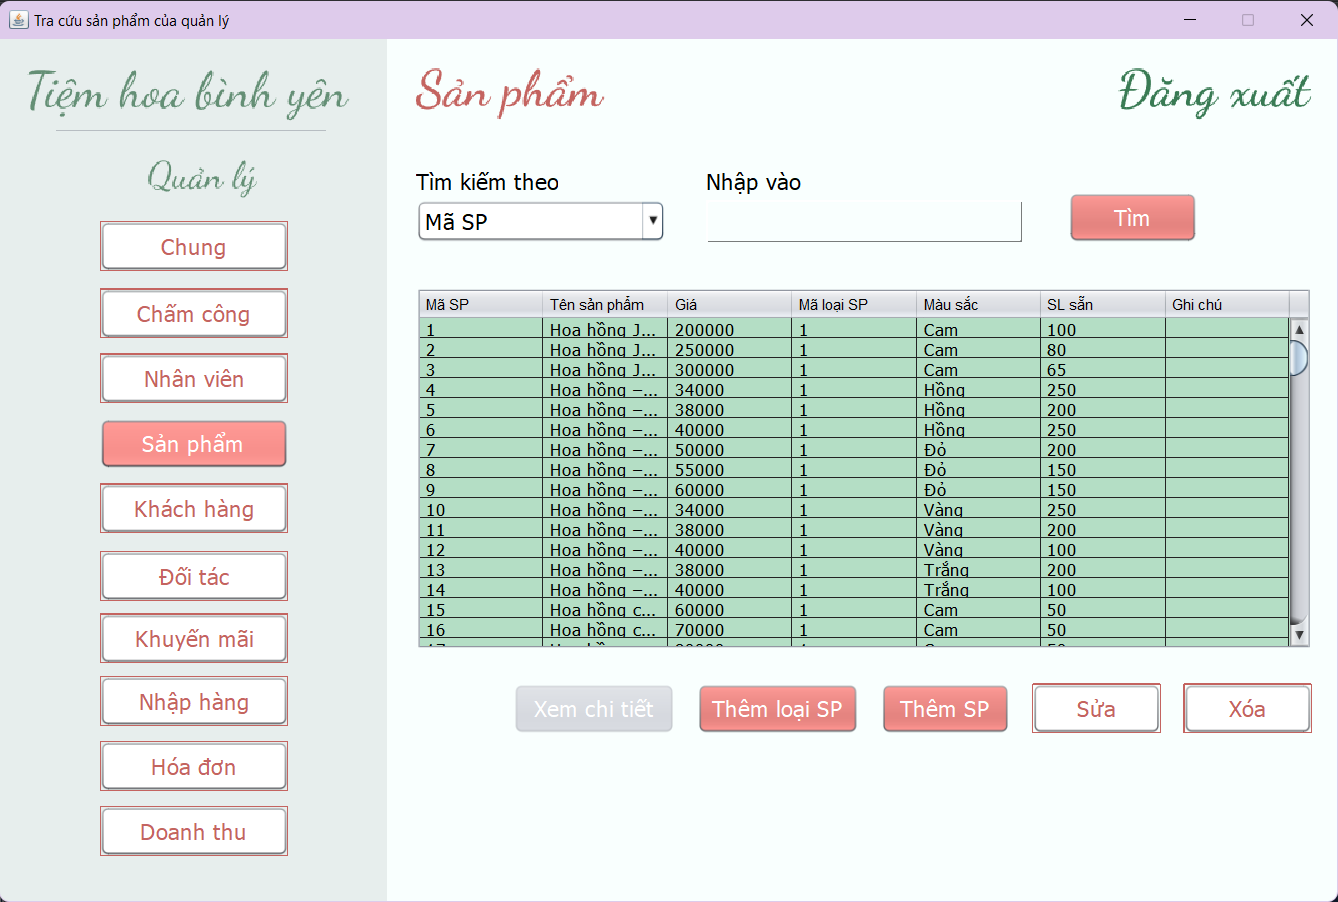 Tra cứu sản phẩm của quản lý
Tiệm hoa bình yên
Quản lý
Chung
Chấm công
Nhân viên
Sản phẩm
Khách hàng
Đối tác
Khuyến mãi
Nhập hàng
Hóa đơn
Doanh thu
Sản phẩm
Đăng xuất
Tìm kiếm theo
Nhập vào
Mã SP
Tìm
Mã SP Tên sản phẩm Giá Mã loại SP Màu sắc SL sẵn Ghi chú
1 Hoa hồng J... 200000 1 Cam 100
2 Hoa hồng J... 250000 1 Cam 80
3 Hoa hồng J... 300000 1 Cam 65
4 Hoa hồng –... 34000 1 Hồng 250
5 Hoa hồng –... 38000 1 Hồng 200
6 Hoa hồng –... 40000 1 Hồng 250
7 Hoa hồng –... 50000 1 Đỏ 200
8 Hoa hồng –... 55000 1 Đỏ 150
9 Hoa hồng –... 60000 1 Đỏ 150
10 Hoa hồng –... 34000 1 Vàng 250
11 Hoa hồng –... 38000 1 Vàng 200
12 Hoa hồng –... 40000 1 Vàng 100
13 Hoa hồng –... 38000 1 Trắng 200
14 Hoa hồng –... 40000 1 Trắng 100
15 Hoa hồng c... 60000 1 Cam 50
16 Hoa hồng c... 70000 1 Cam 50
Xem chi tiết
Thêm loại SP
Thêm SP
Sửa
Xóa